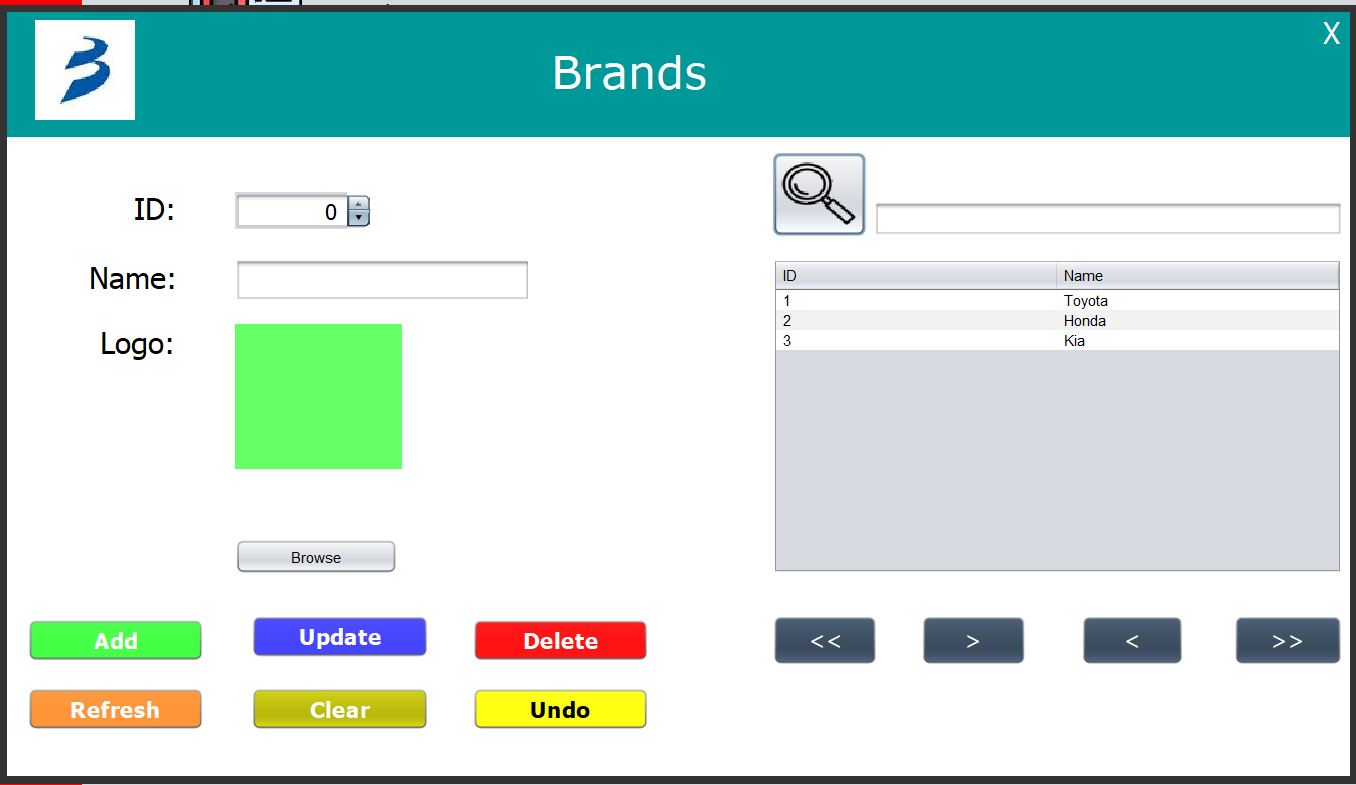 X
Brands
ID:
0
Name:
Logo:
Browse
Add
Update
Delete
Refresh
Clear
Undo
ID Name
1 Toyota
2 Honda
3 Kia
<< > < >>